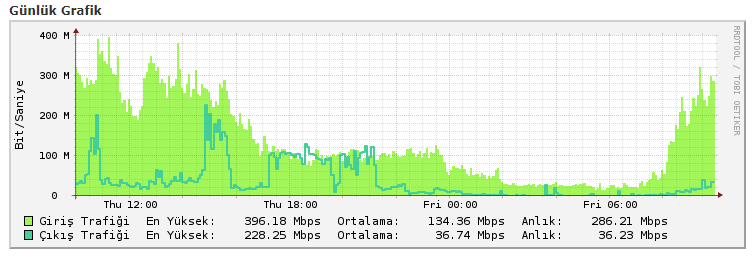 Günlük Grafik
400 M
300 M
200 M
100 M
0
Bit/Saniye
Thu 12:00 Thu 18:00 Fri 00:00 Fri 06:00
RRDTOOL / TOBI OETIKER
Giriş Trafiği En Yüksek: 396.18 Mbps Ortalama: 134.36 Mbps Anlık: 286.21 Mbps
Çıkış Trafiği En Yüksek: 228.25 Mbps Ortalama: 36.74 Mbps Anlık: 36.23 Mbps